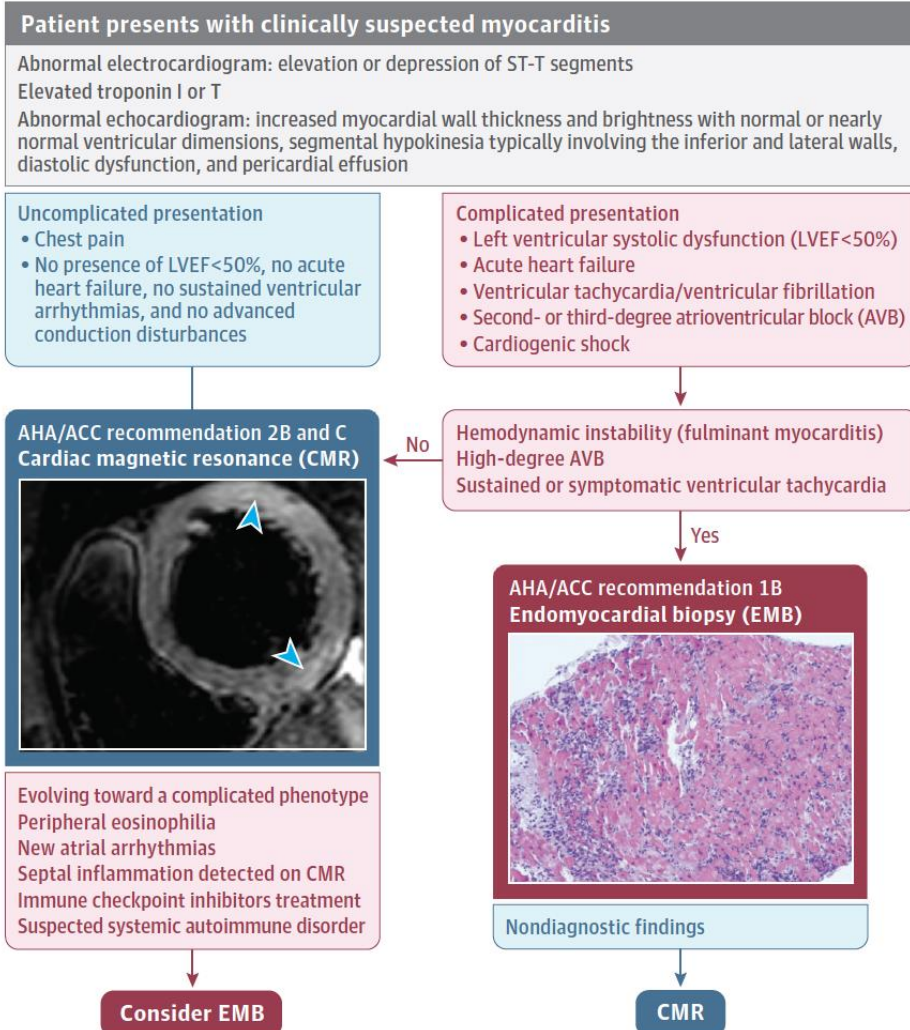 Patient presents with clinically suspected myocarditis
Abnormal electrocardiogram: elevation or depression of ST-T segments
Elevated troponin I or T
Abnormal echocardiogram: increased myocardial wall thickness and brightness with normal or nearly
normal ventricular dimensions, segmental hypokinesia typically involving the inferior and lateral walls,
diastolic dysfunction, and pericardial effusion
Uncomplicated presentation
• Chest pain
• No presence of LVEF<50%, no acute
heart failure, no sustained ventricular
arrhythmias, and no advanced
conduction disturbances
Complicated presentation
• Left ventricular systolic dysfunction (LVEF<50%)
• Acute heart failure
• Ventricular tachycardia/ventricular fibrillation
• Second- or third-degree atrioventricular block (AVB)
• Cardiogenic shock
Hemodynamic instability (fulminant myocarditis)
High-degree AVB
Sustained or symptomatic ventricular tachycardia
No
Yes
AHA/ACC recommendation 2B and C
Cardiac magnetic resonance (CMR)
AHA/ACC recommendation 1B
Endomyocardial biopsy (EMB)
Evolving toward a complicated phenotype
Peripheral eosinophilia
New atrial arrhythmias
Septal inflammation detected on CMR
Immune checkpoint inhibitors treatment
Suspected systemic autoimmune disorder
Nondiagnostic findings
Consider EMB
CMR